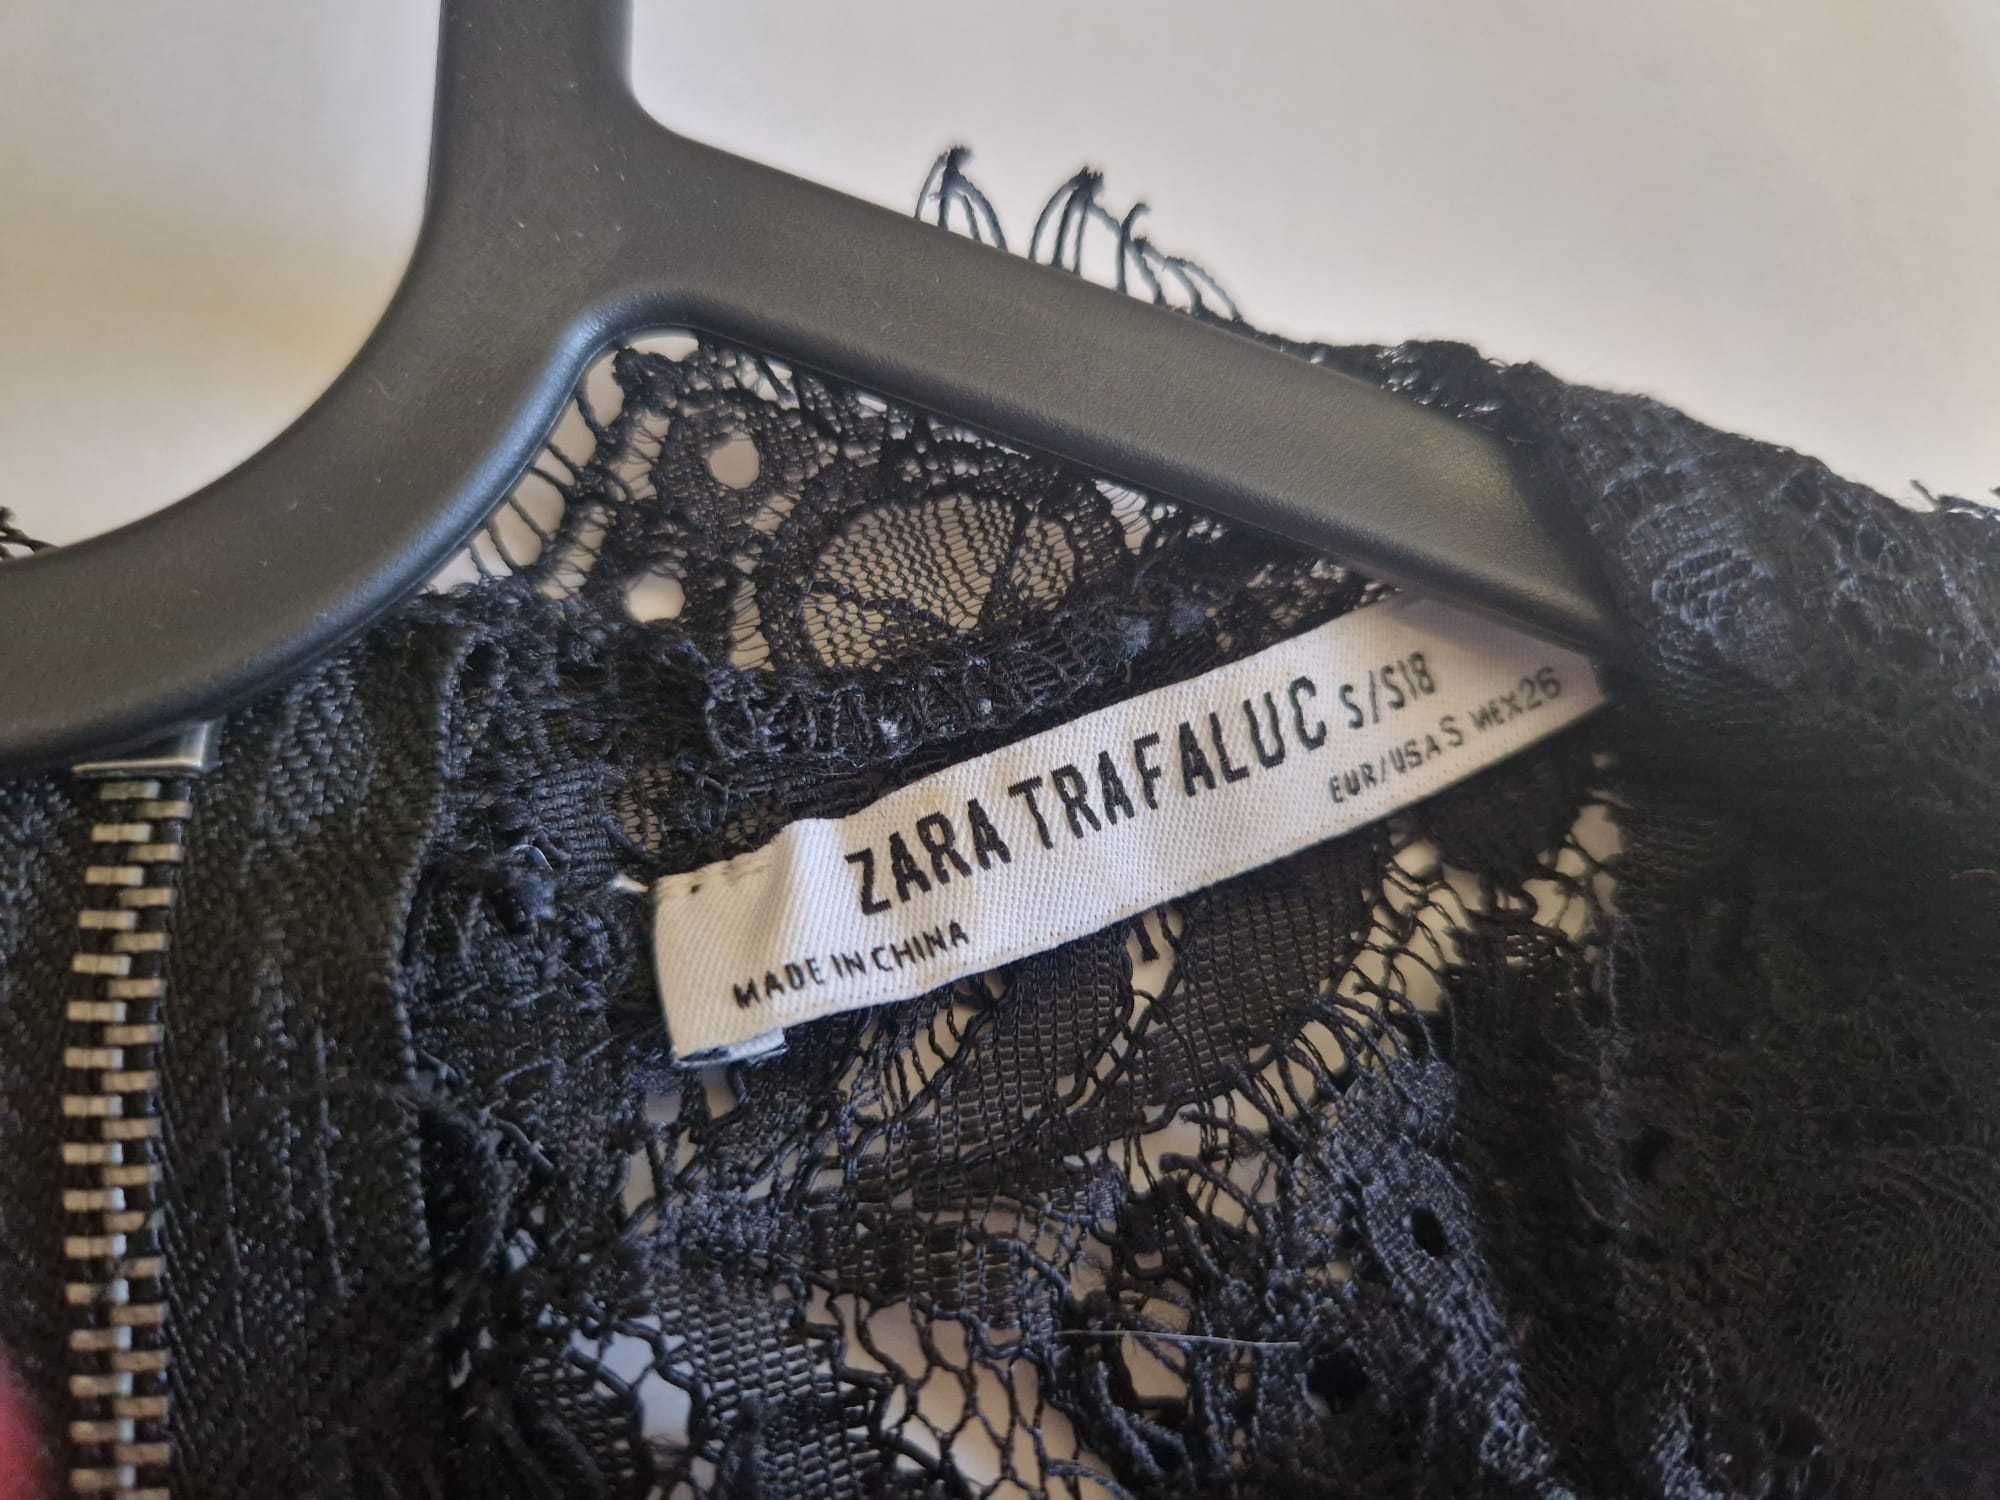 ZARA TRAFALUC S/S18
EUR/USA S MEX 26
MADE IN CHINA